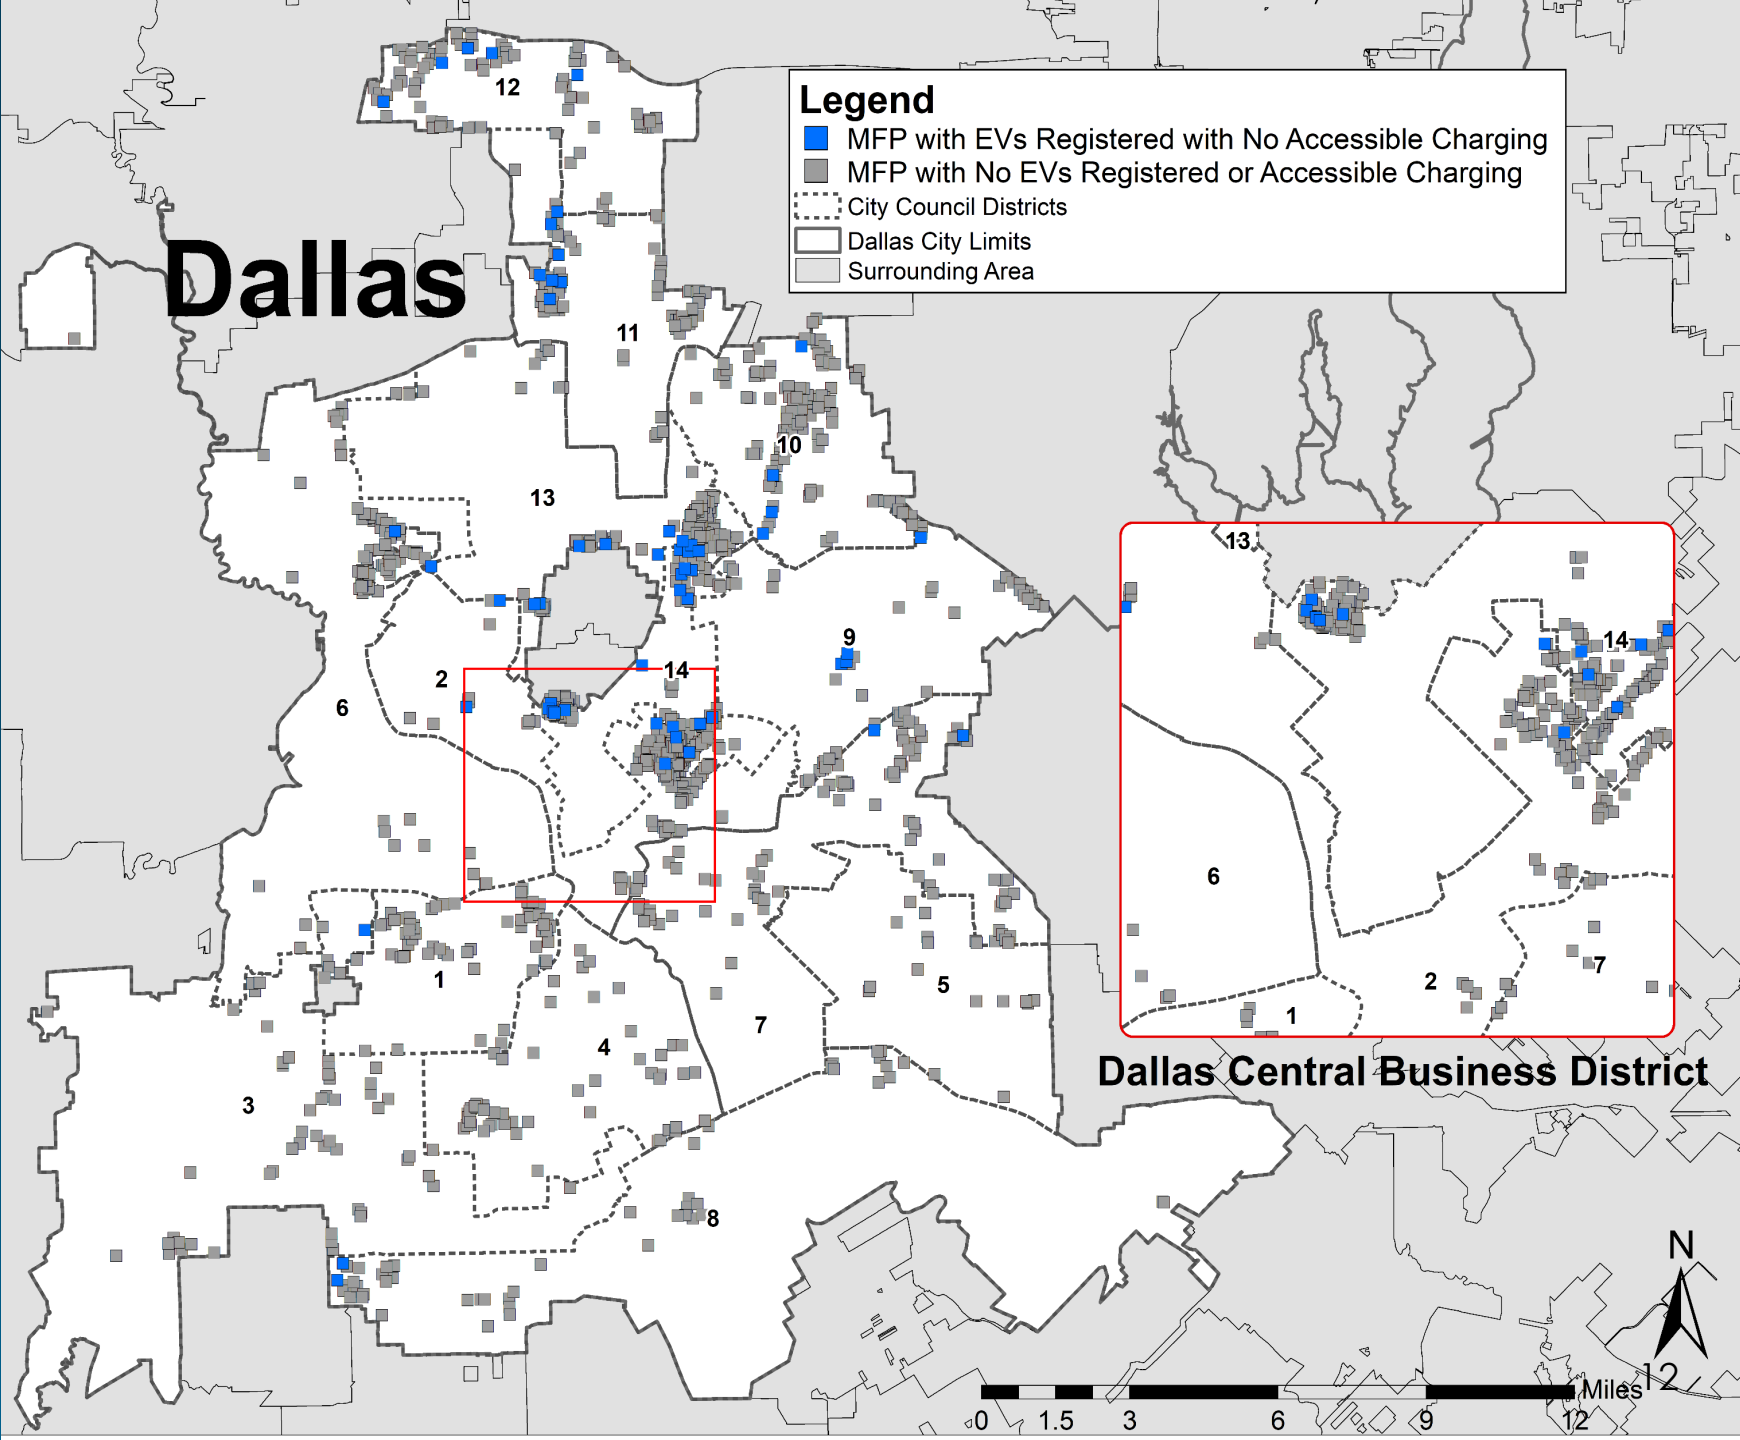 12
Legend
MFP with EVs Registered with No Accessible Charging
MFP with No EVs Registered or Accessible Charging
City Council Districts
Dallas City Limits
Surrounding Area
Dallas
11
10
13
13
9
14
14
2
6
6
7
2
1
1
5
7
4
Dallas Central Business District
3
8
N
12
Miles
0 1.5 3 6 9 12